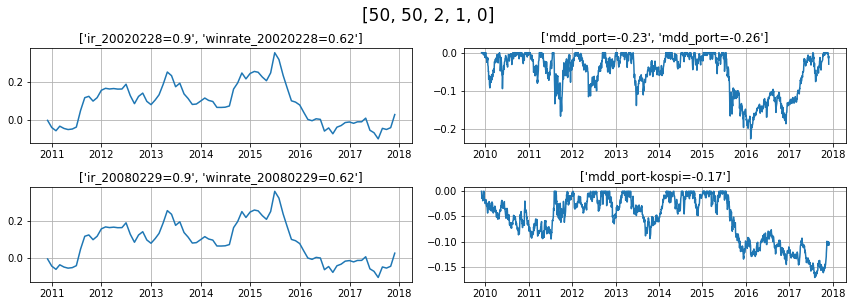 [50, 50, 2, 1, 0]
['ir_20020228=0.9', 'winrate_20020228=0.62']
0.2
0.0
2011 2012 2013 2014 2015 2016 2017 2018
['mdd_port=-0.23', 'mdd_port=-0.26']
0.0
−0.1
−0.2
2010 2011 2012 2013 2014 2015 2016 2017 2018
['ir_20080229=0.9', 'winrate_20080229=0.62']
0.2
0.0
2011 2012 2013 2014 2015 2016 2017 2018
['mdd_port-kospi=-0.17']
0.00
−0.05
−0.10
−0.15
2010 2011 2012 2013 2014 2015 2016 2017 2018